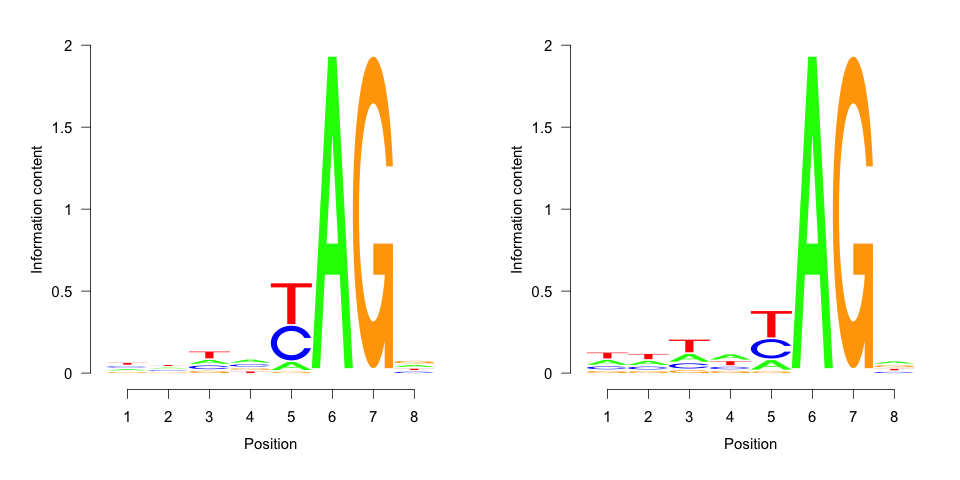 2
1.5
1
0.5
0
Information content
T
C
A
A
G
1 2 3 4 5 6 7 8
Position
2
1.5
1
0.5
0
Information content
T
T
T
A
T
C
A
A
G
1 2 3 4 5 6 7 8
Position